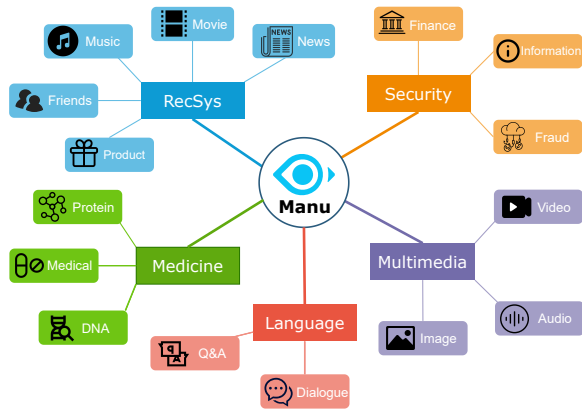 Movie
Music
NEWS
News
Finance
Information
RecSys
Security
Friends
Fraud
Product
Manu
Protein
Video
Medical
Medicine
Multimedia
DNA
Language
Audio
Q&A
Image
Dialogue